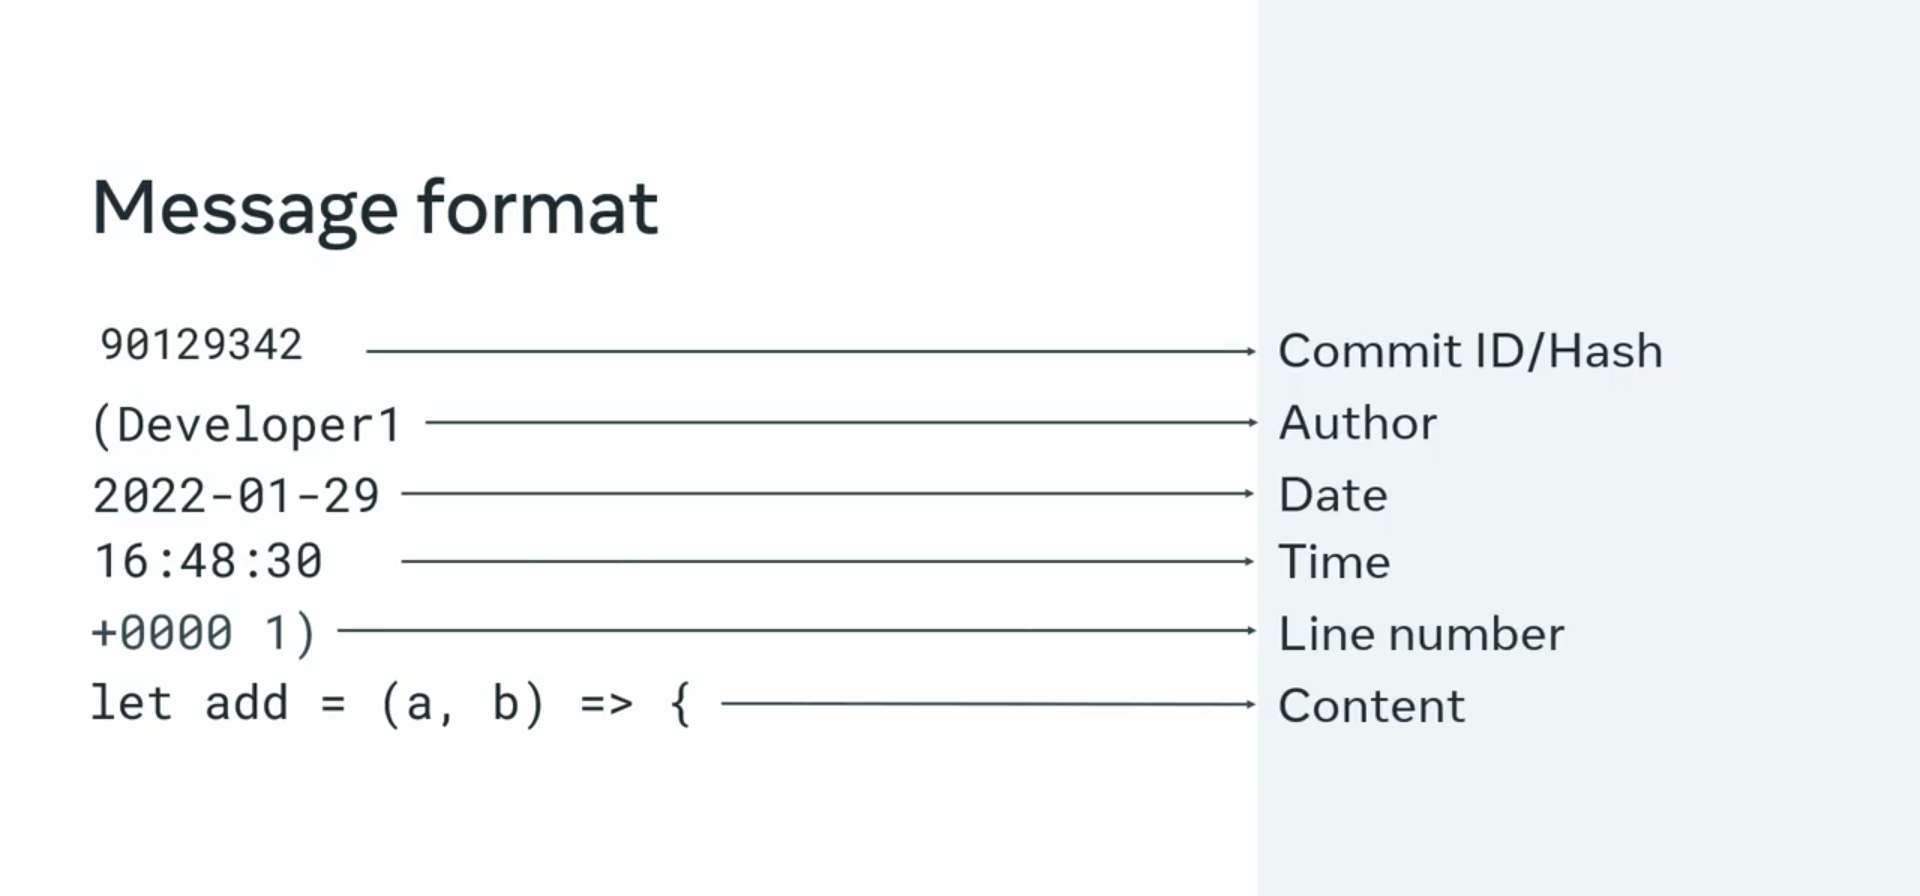 Message format
90129342 Commit ID/Hash
(Developer1 Author
2022-01-29 Date
16:48:30 Time
+0000 1) Line number
let add = (a, b) => { Content